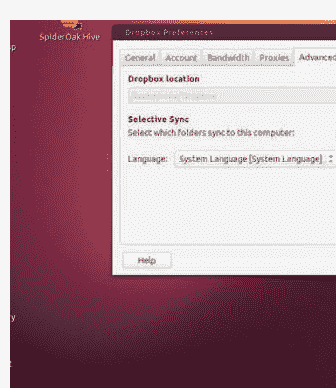 SpiderOak Hive
Dropbox Preferences
General Account Bandwidth Proxies Advanced
Dropbox location
Selective Sync
Select which folders sync to this computer:
Language: System Language [System Language]
Help